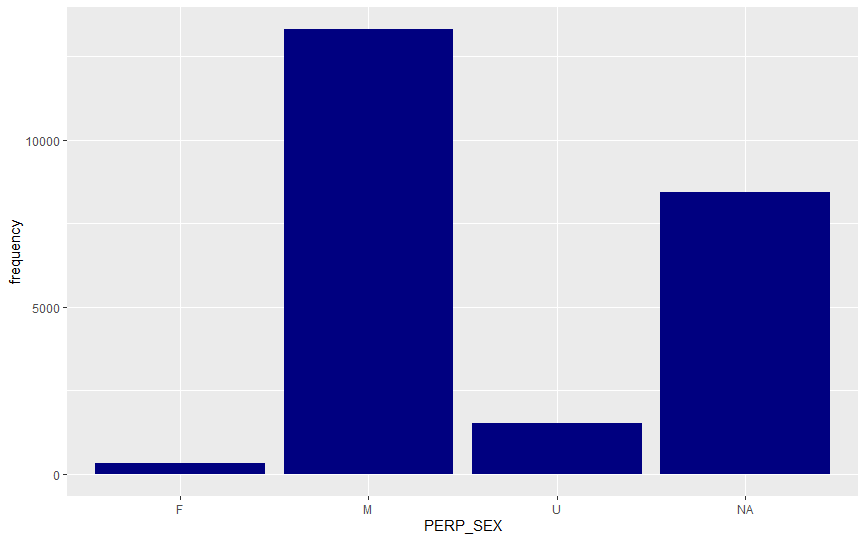 frequency
10000
5000
0
F
M
U
NA
PERP_SEX